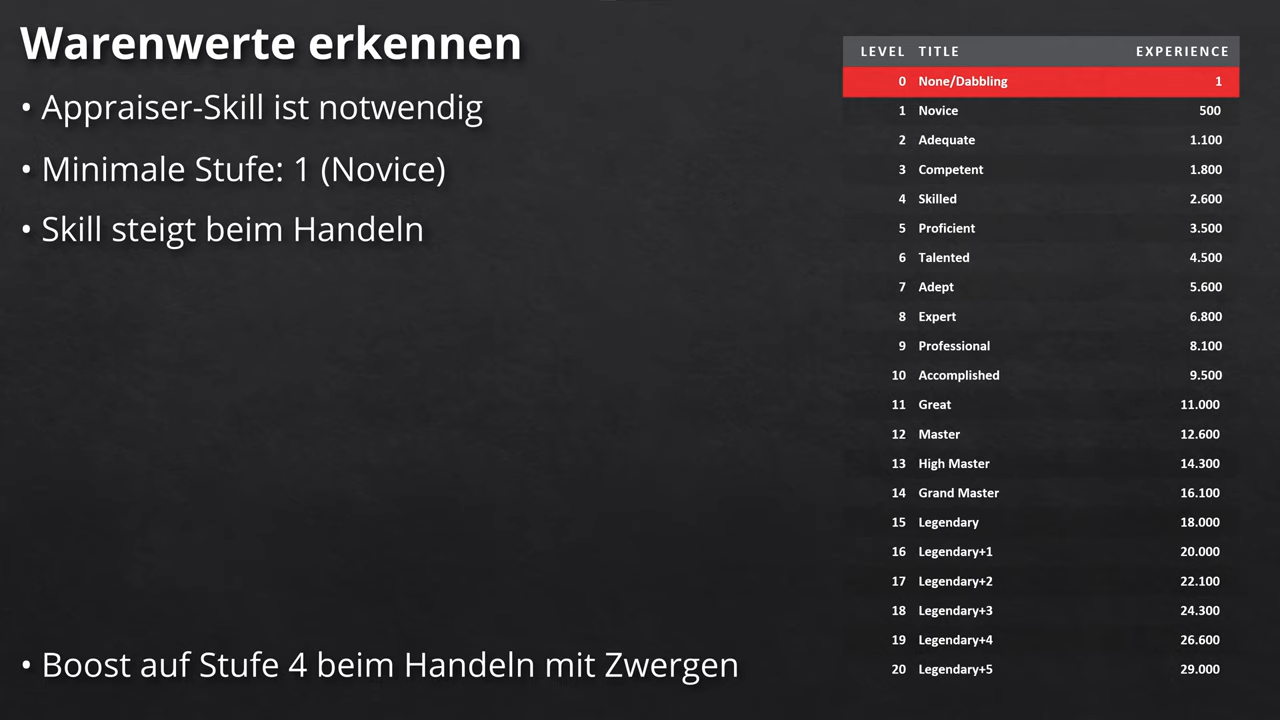 Warenwerte erkennen
• Appraiser-Skill ist notwendig
• Minimale Stufe: 1 (Novice)
• Skill steigt beim Handeln
• Boost auf Stufe 4 beim Handeln mit Zwergen
LEVEL TITLE EXPERIENCE
0 None/Dabbling 1
1 Novice 500
2 Adequate 1.100
3 Competent 1.800
4 Skilled 2.600
5 Proficient 3.500
6 Talented 4.500
7 Adept 5.600
8 Expert 6.800
9 Professional 8.100
10 Accomplished 9.500
11 Great 11.000
12 Master 12.600
13 High Master 14.300
14 Grand Master 16.100
15 Legendary 18.000
16 Legendary+1 20.000
17 Legendary+2 22.100
18 Legendary+3 24.300
19 Legendary+4 26.600
20 Legendary+5 29.000